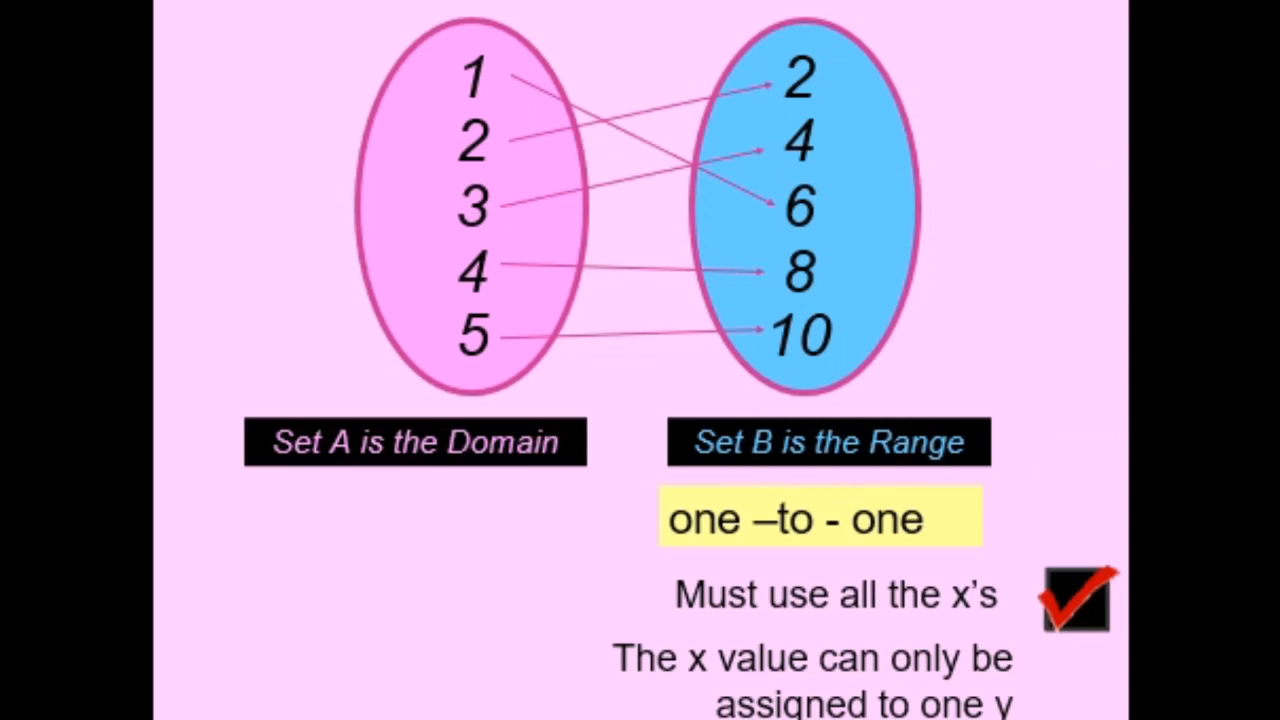 1 2
2 4
3 6
4 8
5 10
Set A is the Domain Set B is the Range
one –to - one
Must use all the x’s
The x value can only be
assigned to one y